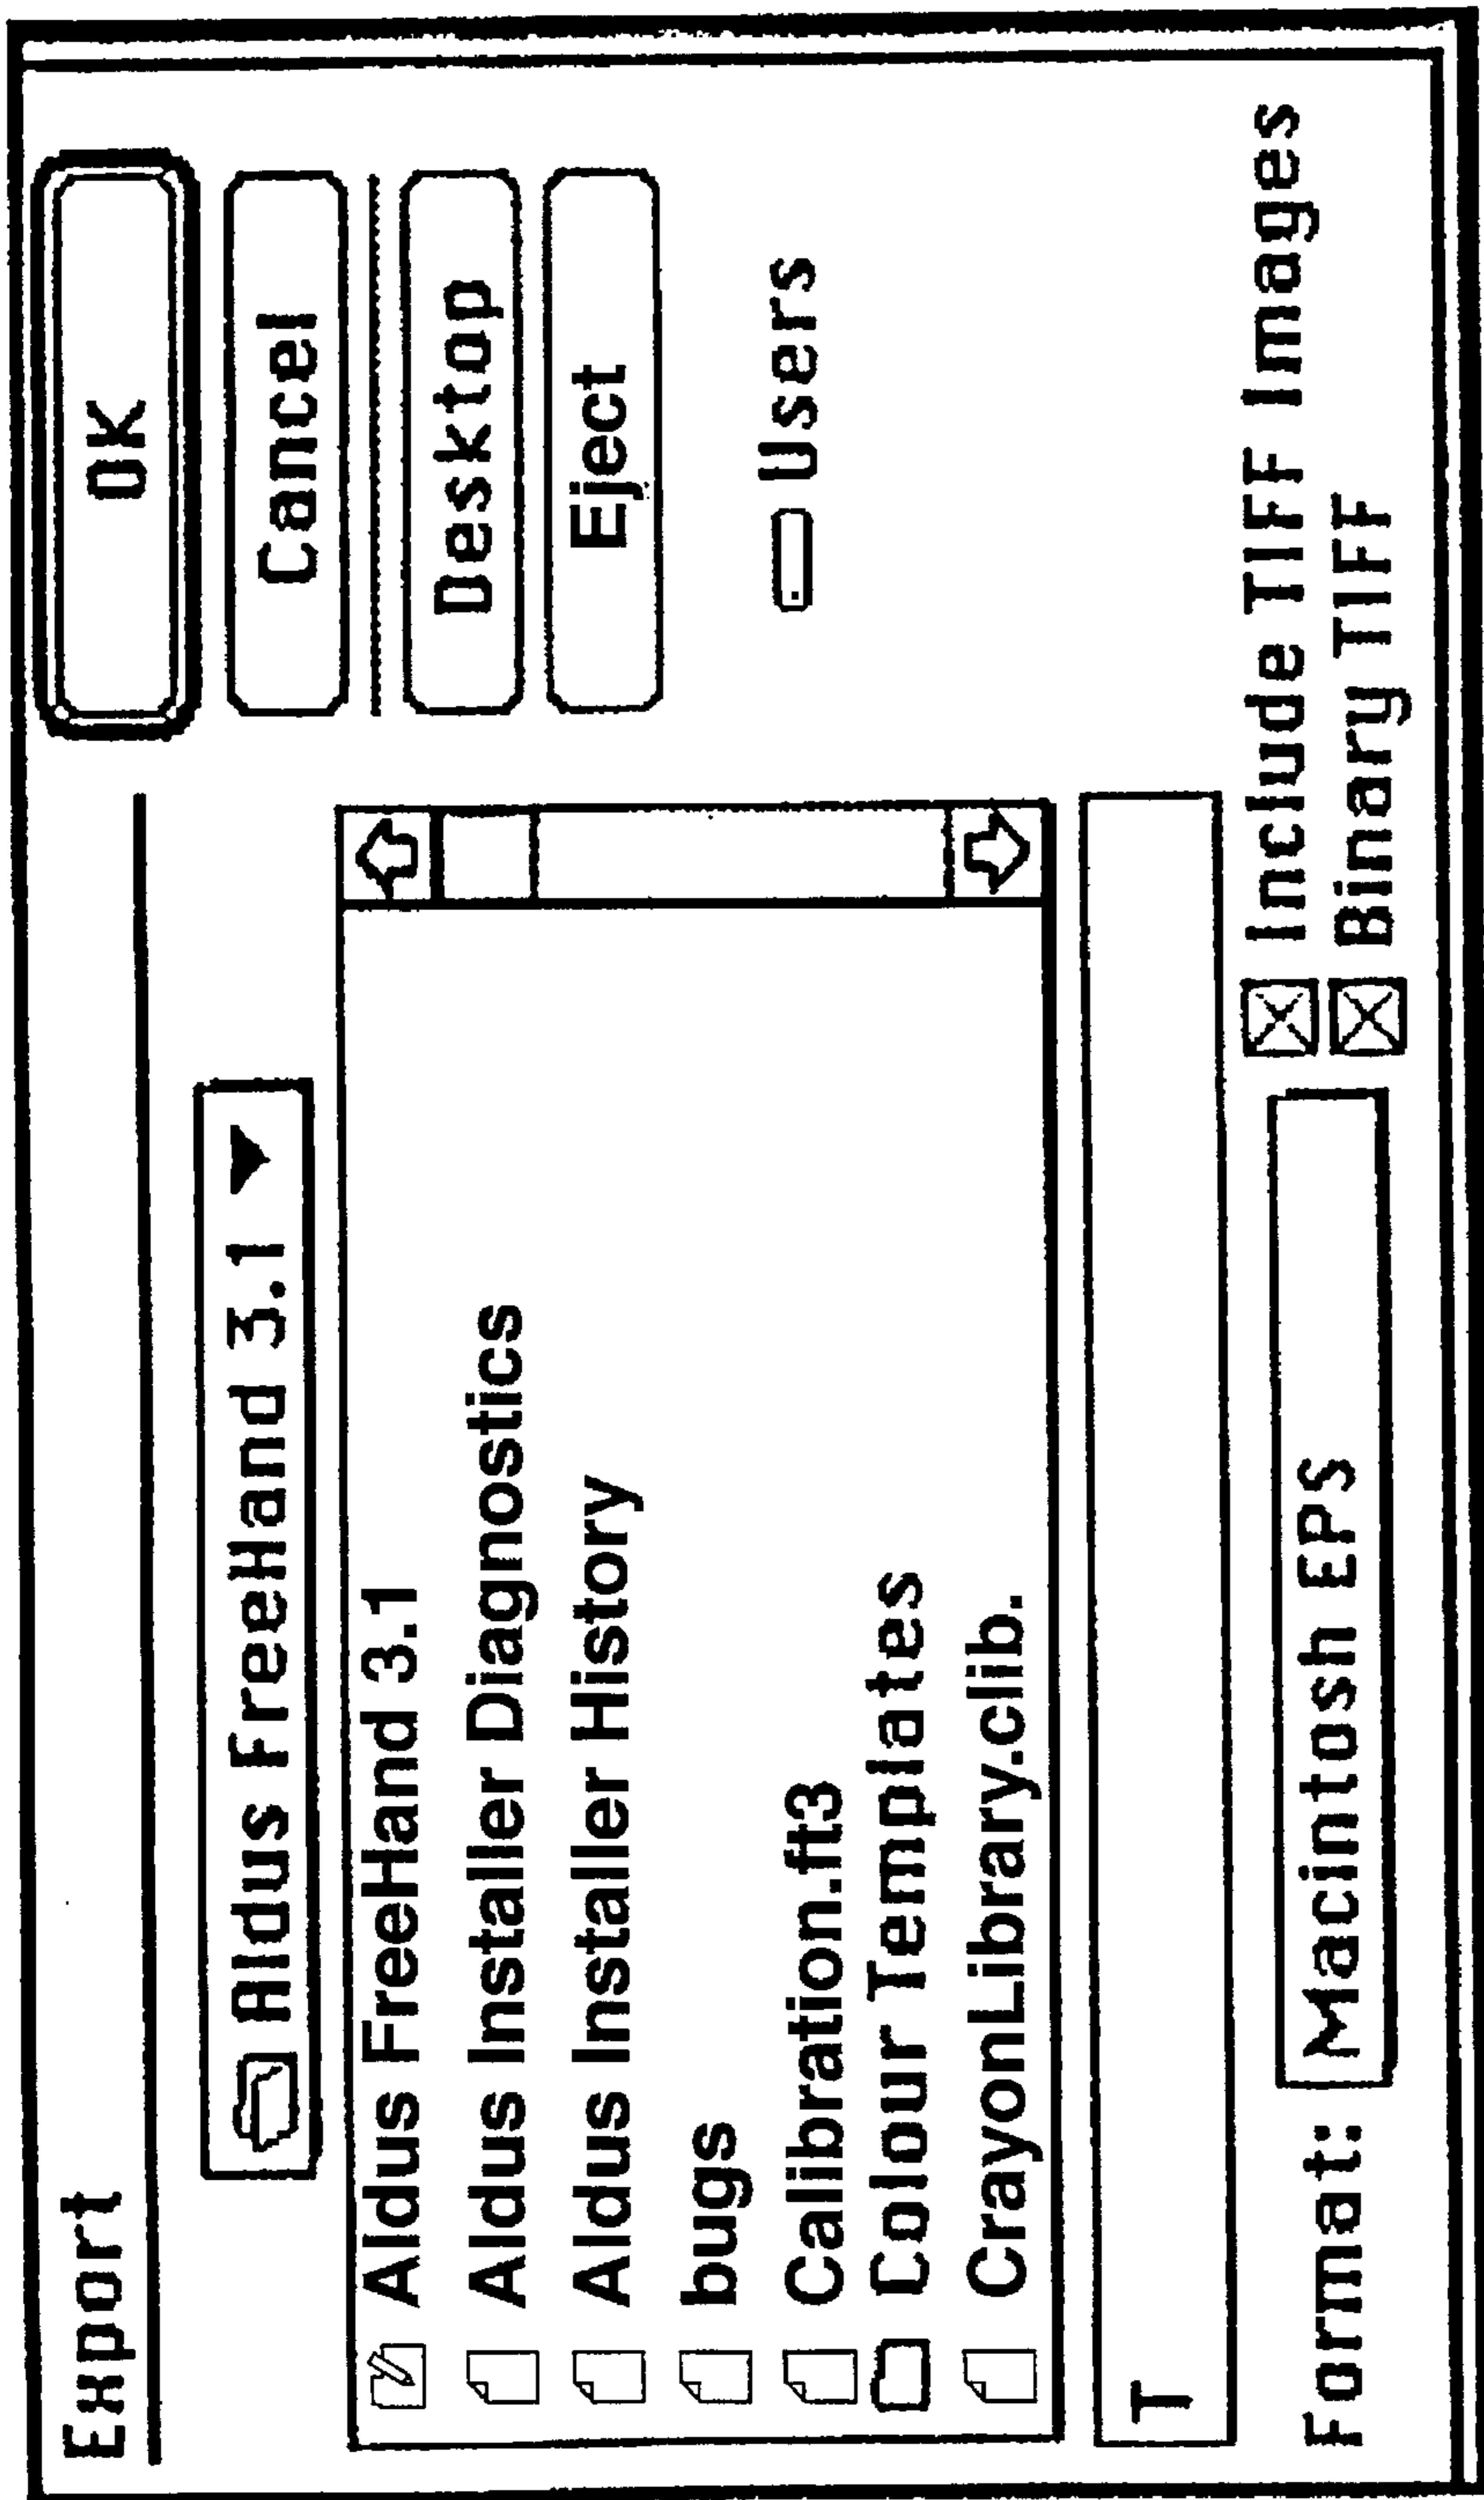 Export
Aldus FreeHand 3.1
Aldus FreeHand 3.1
Aldus Installer Diagnostics
Aldus Installer History
bugs
Calibration.ft3
Colour Templates
CrayonLibrary.clib.
OK
Cancel
Desktop
Eject
Users
Format: Macintosh EPS
Include TIFF images
Binary TIFF